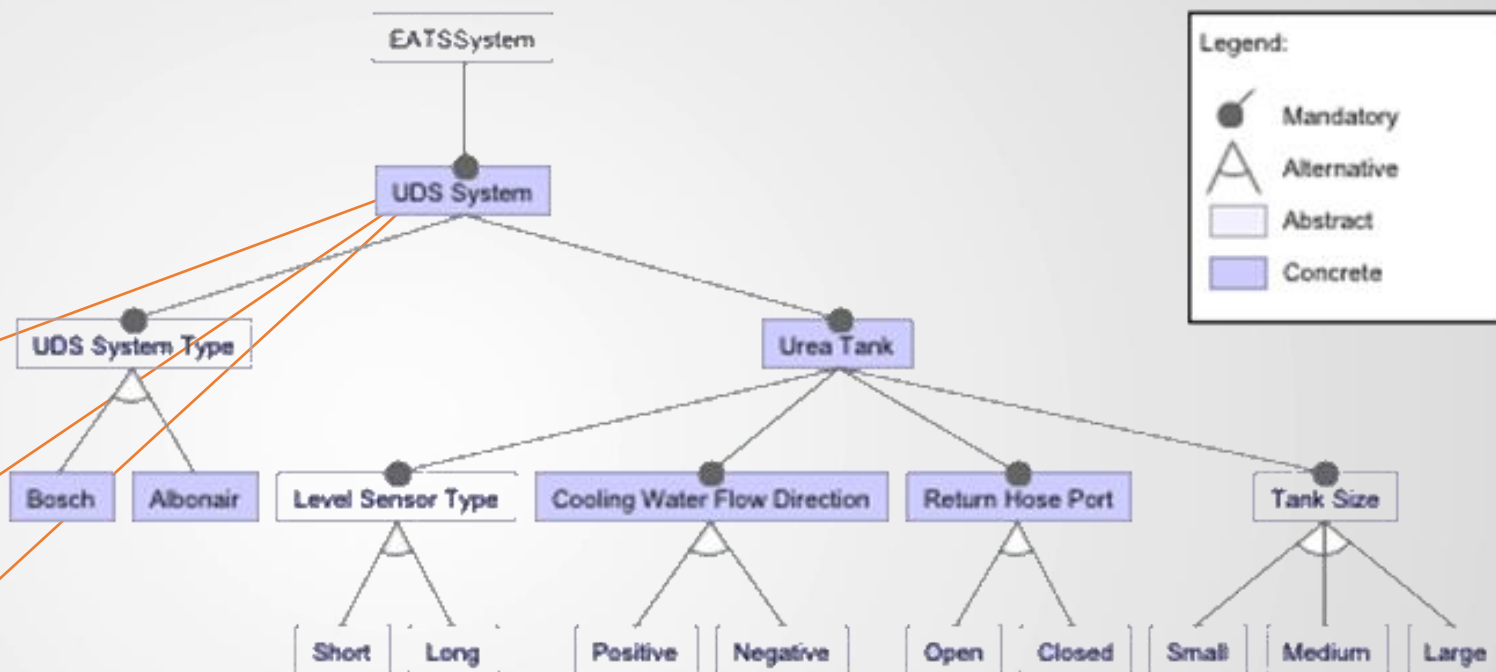 EATSSystem
Legend:
Mandatory
Alternative
Abstract
Concrete
UDS System
UDS System Type
Urea Tank
Bosch
Albonair
Level Sensor Type
Cooling Water Flow Direction
Return Hose Port
Tank Size
Short
Long
Positive
Negative
Open
Closed
Small
Medium
Large